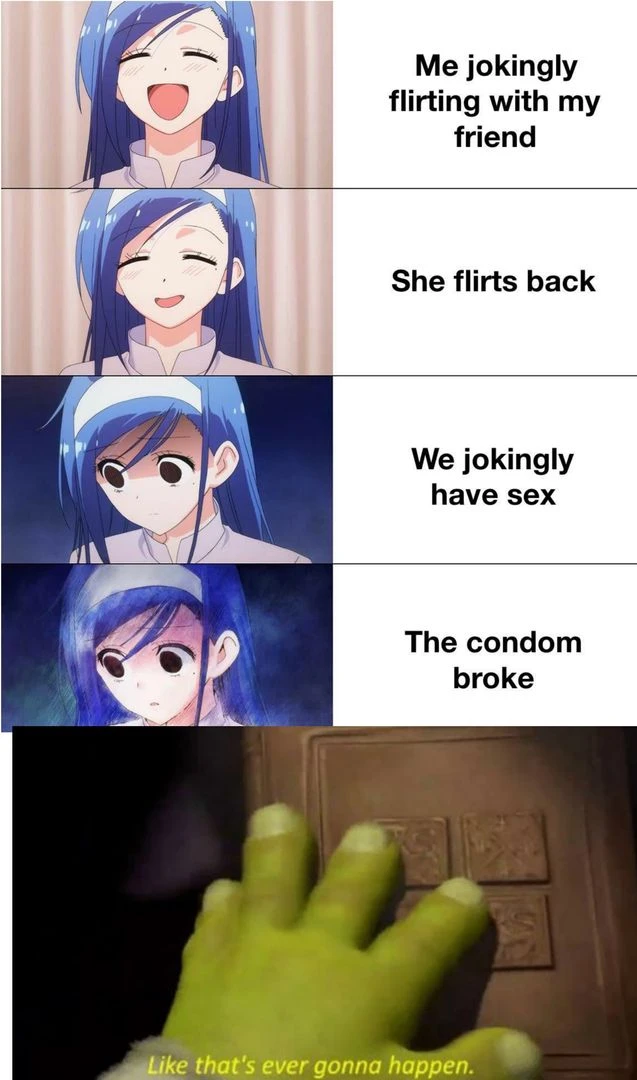 Me jokingly
flirting with my
friend
She flirts back
We jokingly
have sex
The condom
broke
Like that's ever gonna happen.